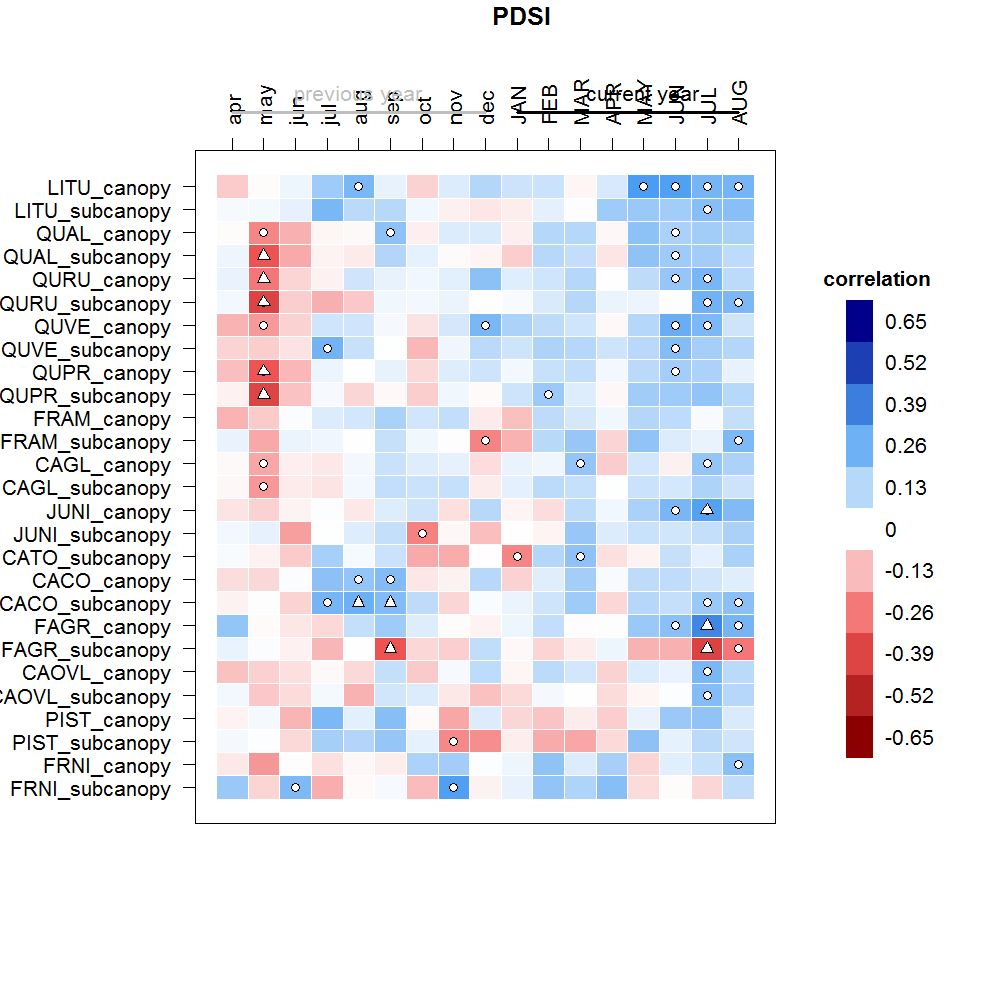 PDSI
previous year current year
apr may jun jul aug sep oct nov dec JAN FEB MAR APR MAY JUN JUL AUG
LITU_canopy
LITU_subcanopy
QUAL_canopy
QUAL_subcanopy
QURU_canopy
QURU_subcanopy
QUVE_canopy
QUVE_subcanopy
QUPR_canopy
QUPR_subcanopy
FRAM_canopy
FRAM_subcanopy
CAGL_canopy
CAGL_subcanopy
JUNI_canopy
JUNI_subcanopy
CATO_subcanopy
CACO_canopy
CACO_subcanopy
FAGR_canopy
FAGR_subcanopy
CAOVL_canopy
CAOVL_subcanopy
PIST_canopy
PIST_subcanopy
FRNI_canopy
FRNI_subcanopy
correlation
0.65
0.52
0.39
0.26
0.13
0
-0.13
-0.26
-0.39
-0.52
-0.65